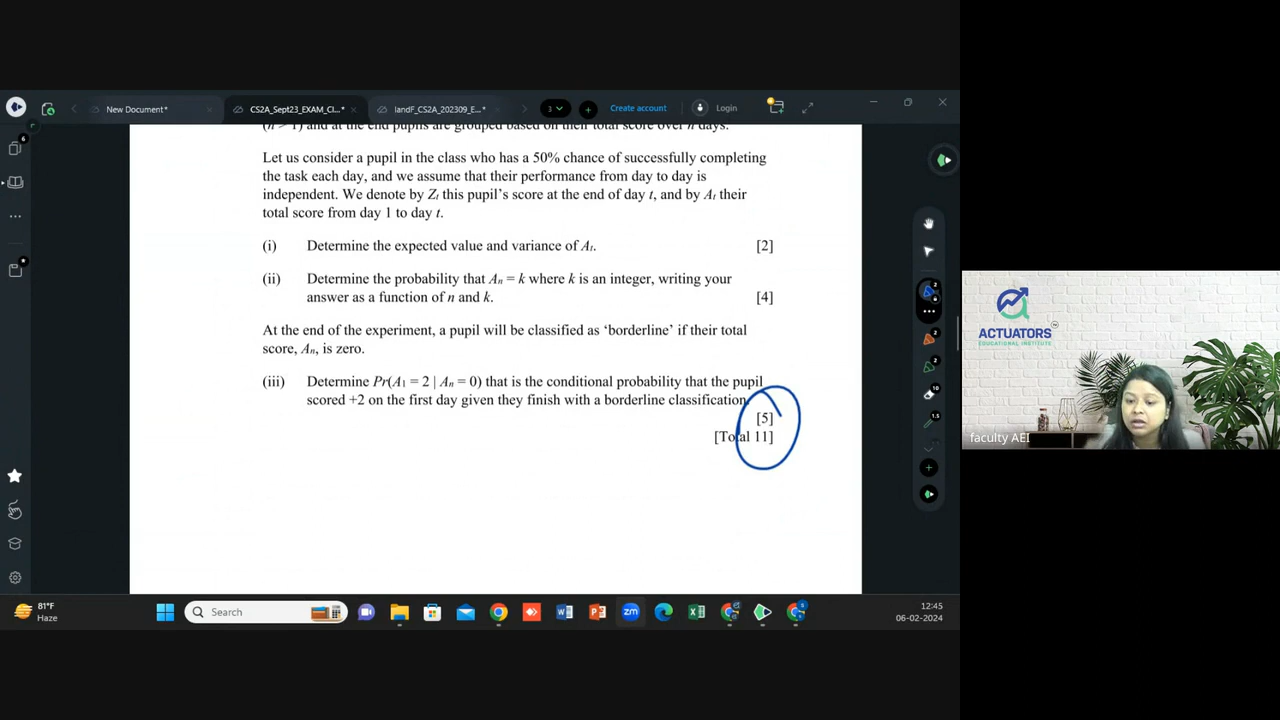 New Document*
CS2A_Sept23_EXAM_Cl...*
landF_CS2A_202309_E...*
3
Create account
Login
(n > 1) and at the end pupils are grouped based on their total score over n days.
Let us consider a pupil in the class who has a 50% chance of successfully completing
the task each day, and we assume that their performance from day to day is
independent. We denote by Zt this pupil's score at the end of day t, and by At their
total score from day 1 to day t.
(i) Determine the expected value and variance of At. [2]
(ii) Determine the probability that An = k where k is an integer, writing your
answer as a function of n and k. [4]
At the end of the experiment, a pupil will be classified as 'borderline' if their total
score, An, is zero.
(iii) Determine Pr(A1 = 2 | An = 0) that is the conditional probability that the pupil
scored +2 on the first day given they finish with a borderline classification.
[5]
[Total 11]
ACTUATORS
EDUCATIONAL INSTITUTE
faculty AEI
81°F
Haze
Search
12:45
06-02-2024